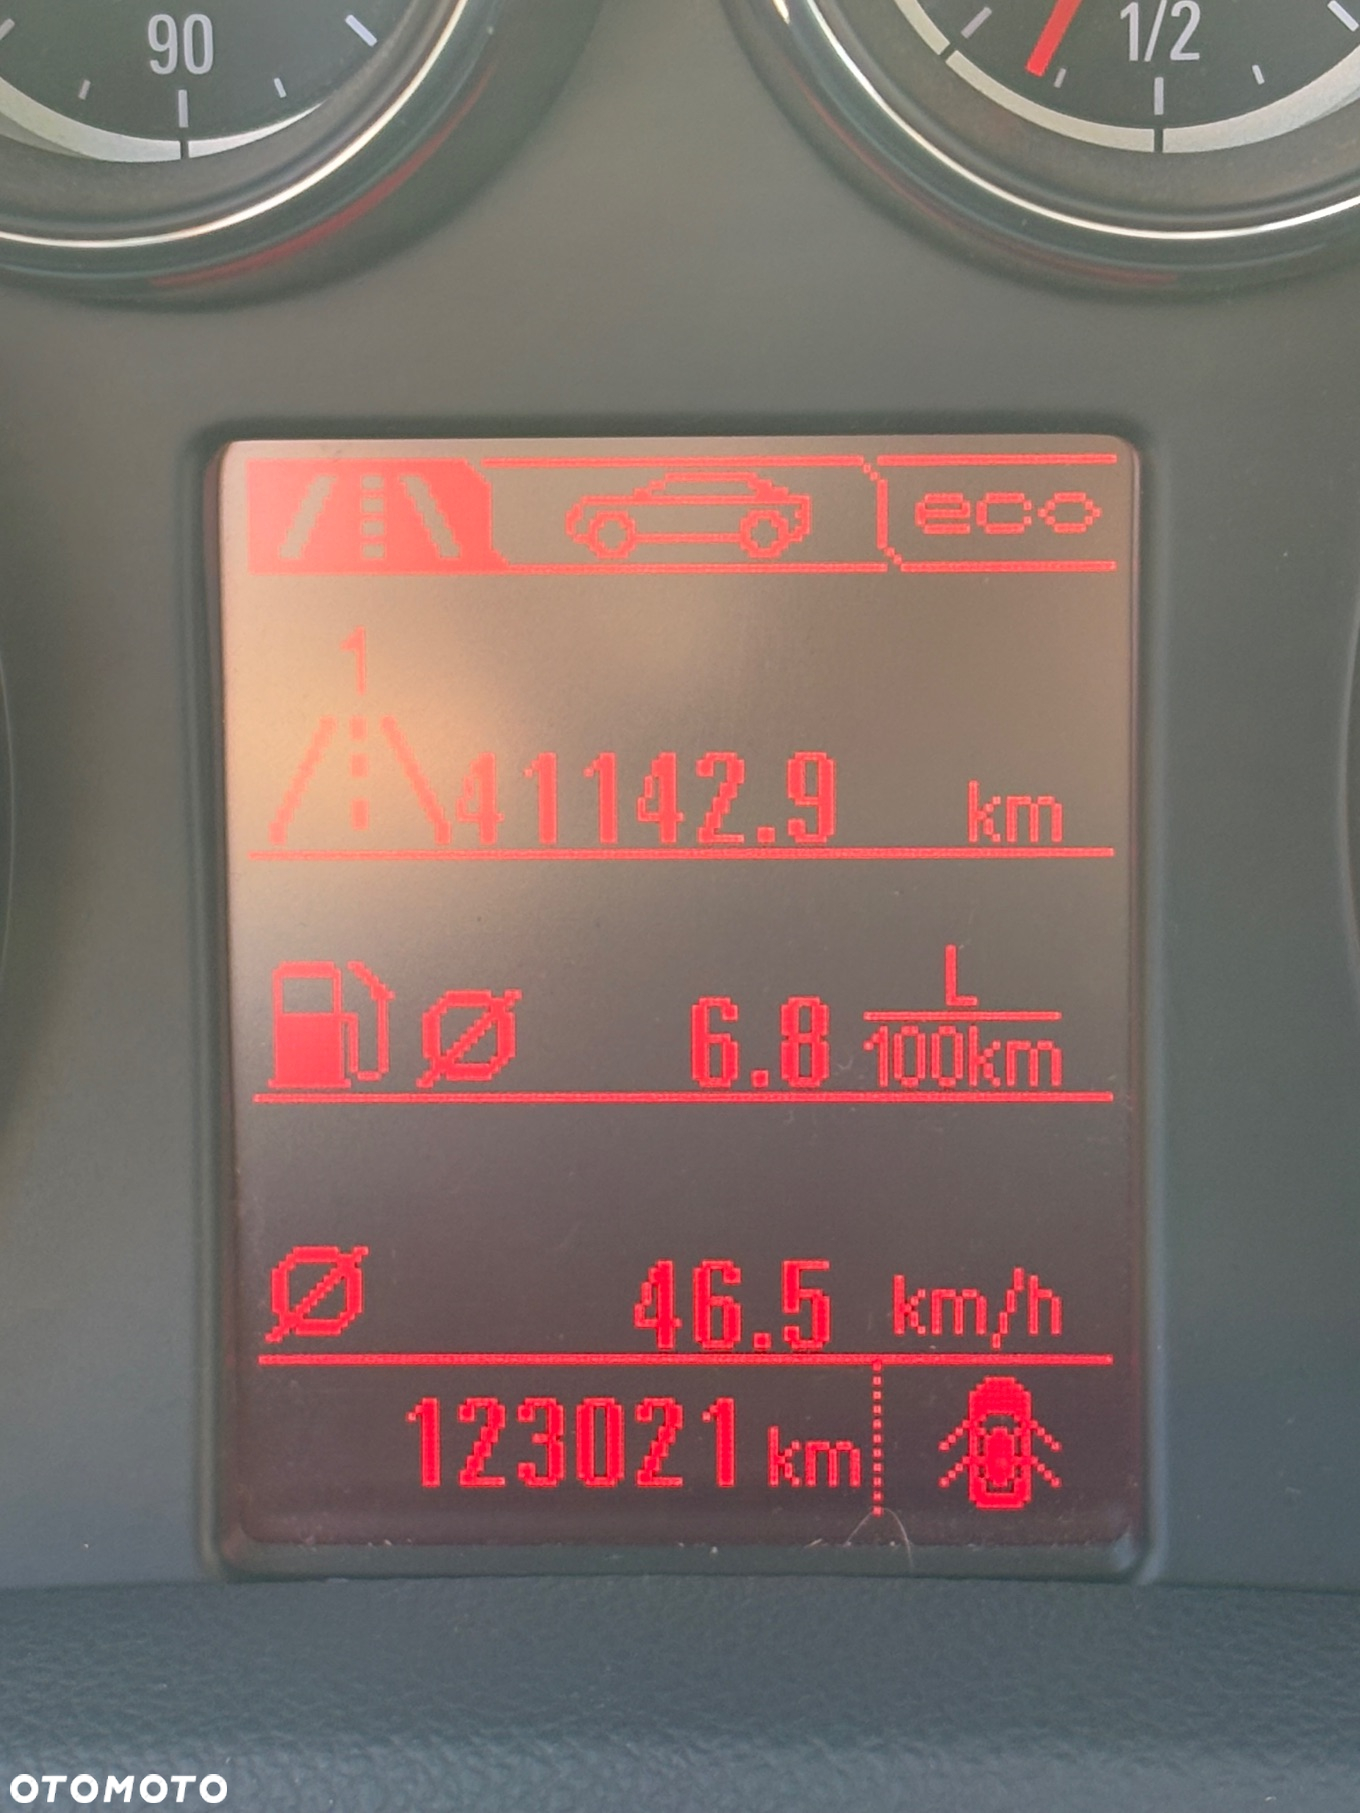 90
1/2
eco
1
41142.9 km
Ø 6.8 L/100km
Ø 46.5 km/h
123021 km
OTOMOTO